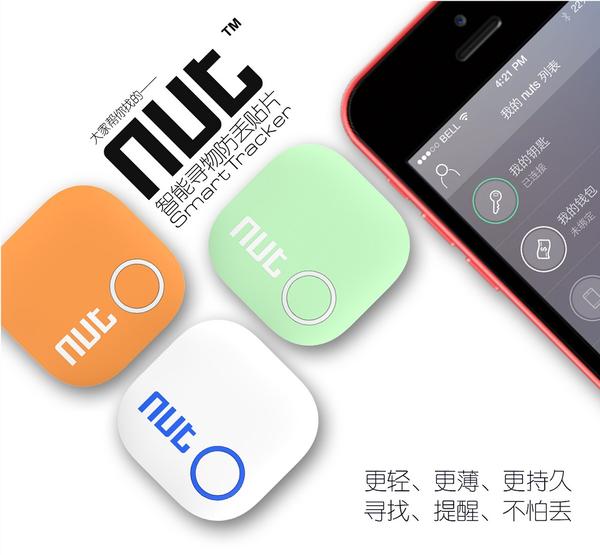 大家帮你找的——
nut™
智能寻物防丢贴片
Smart Tracker
nut
nut
nut
BELL
4:21 PM
22
我的 nuts 列表
我的钥匙
已连接
我的钱包
未绑定
更轻、更薄、更持久
寻找、提醒、不怕丢